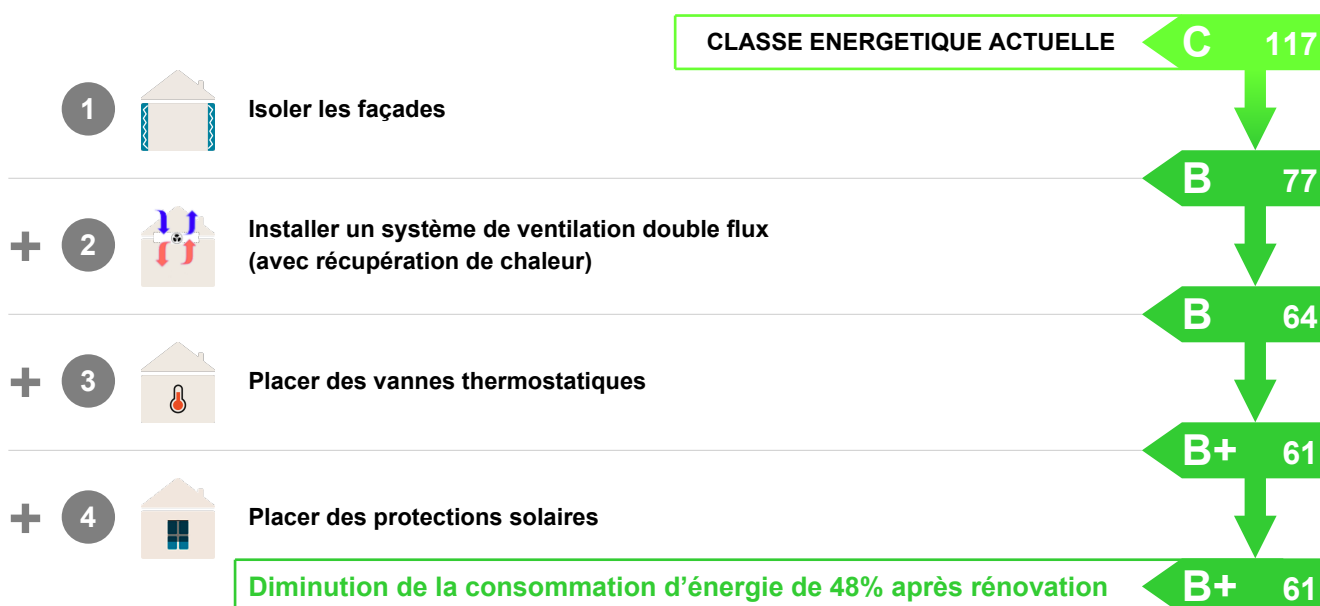 CLASSE ENERGETIQUE ACTUELLE C 117
1 Isoler les façades
B 77
+ 2 Installer un système de ventilation double flux
(avec récupération de chaleur)
B 64
+ 3 Placer des vannes thermostatiques
B+ 61
+ 4 Placer des protections solaires
Diminution de la consommation d’énergie de 48% après rénovation B+ 61